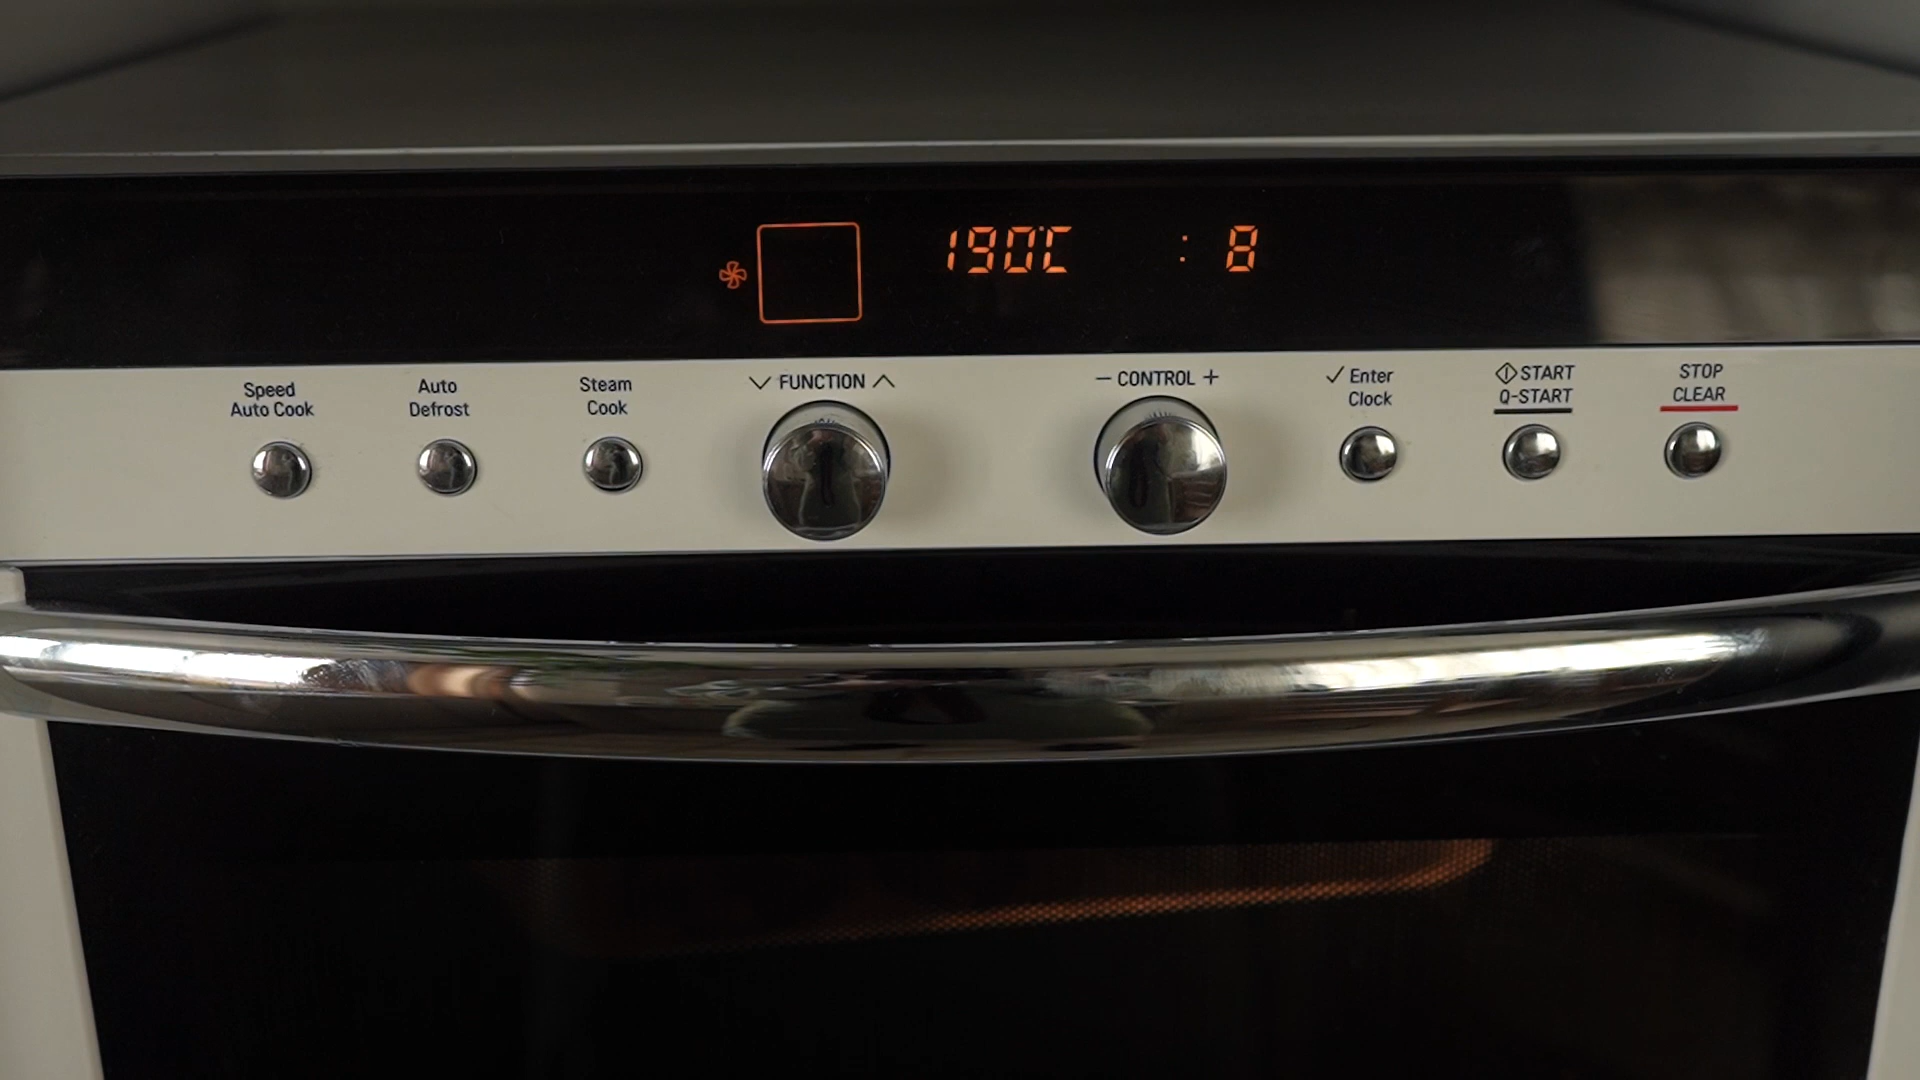 190°C : 8
Speed
Auto Cook
Auto
Defrost
Steam
Cook
FUNCTION
− CONTROL +
✓ Enter
Clock
START
Q-START
STOP
CLEAR